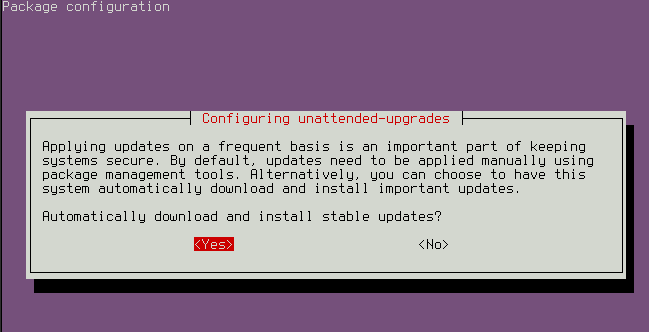 Package configuration
Configuring unattended-upgrades
Applying updates on a frequent basis is an important part of keeping
systems secure. By default, updates need to be applied manually using
package management tools. Alternatively, you can choose to have this
system automatically download and install important updates.
Automatically download and install stable updates?
<Yes> <No>